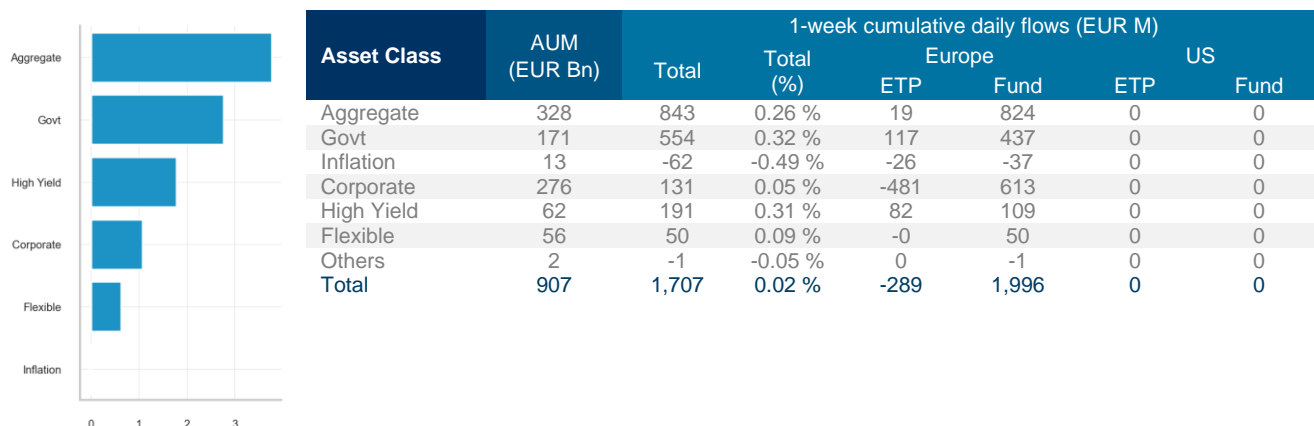 Aggregate
Govt
High Yield
Corporate
Flexible
Inflation
0 1 2 3
Asset Class AUM (EUR Bn) 1-week cumulative daily flows (EUR M)
Total Total (%) Europe US
ETP Fund ETP Fund
Aggregate 328 843 0.26 % 19 824 0 0
Govt 171 554 0.32 % 117 437 0 0
Inflation 13 -62 -0.49 % -26 -37 0 0
Corporate 276 131 0.05 % -481 613 0 0
High Yield 62 191 0.31 % 82 109 0 0
Flexible 56 50 0.09 % -0 50 0 0
Others 2 -1 -0.05 % 0 -1 0 0
Total 907 1,707 0.02 % -289 1,996 0 0